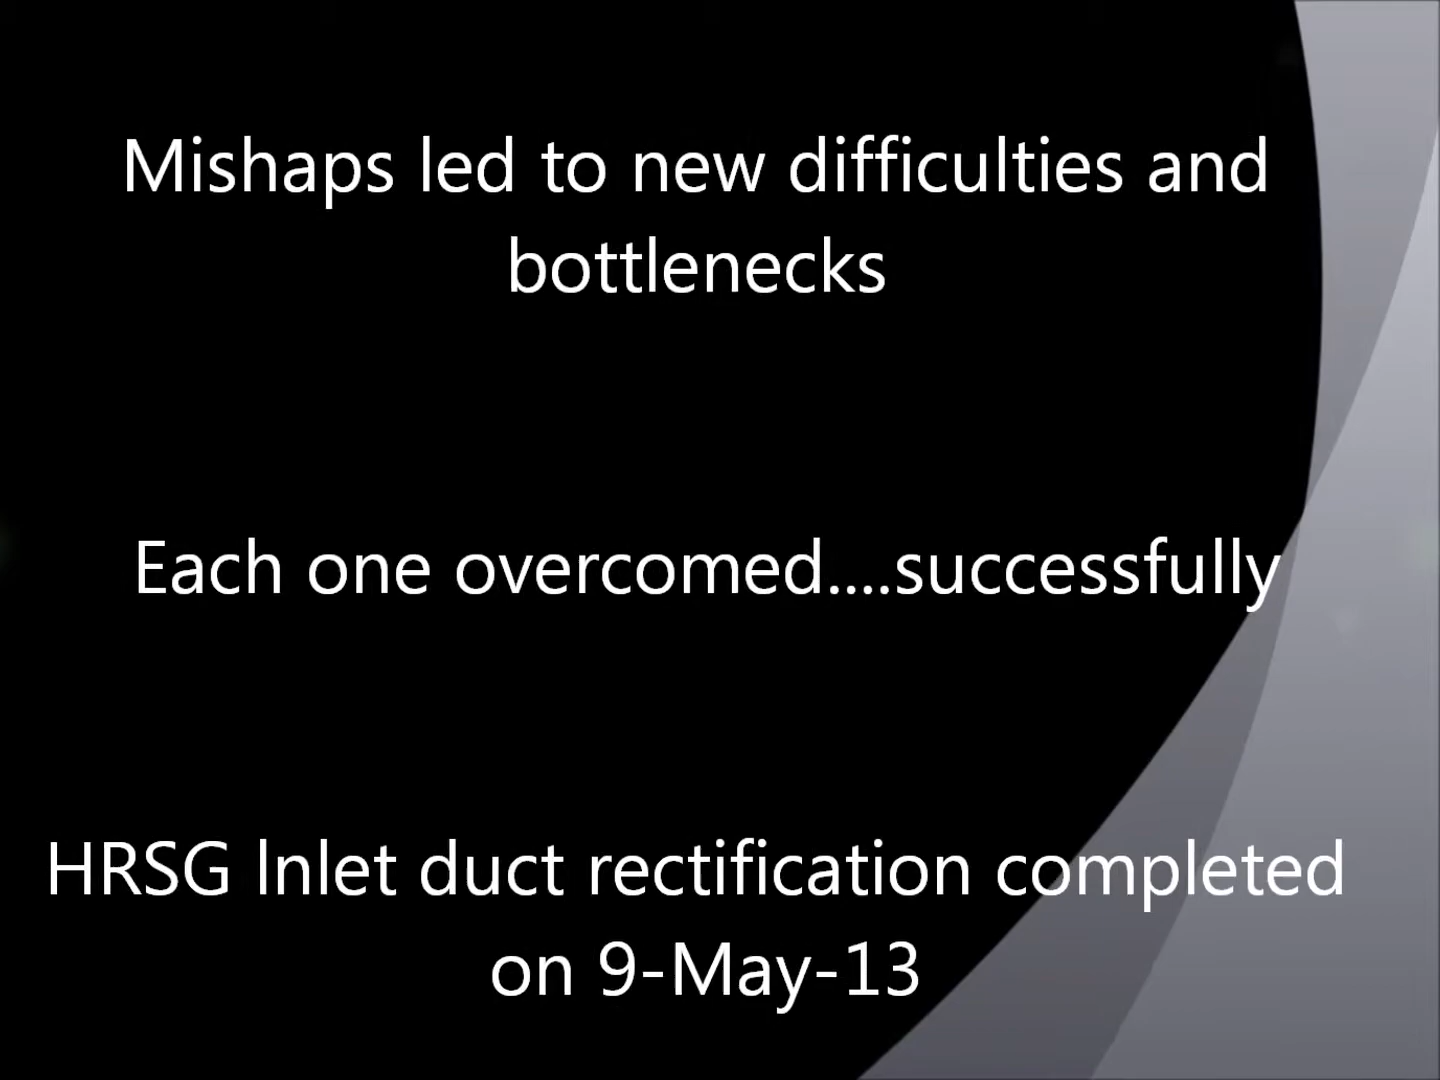 Mishaps led to new difficulties and
bottlenecks
Each one overcomed....successfully
HRSG Inlet duct rectification completed
on 9-May-13